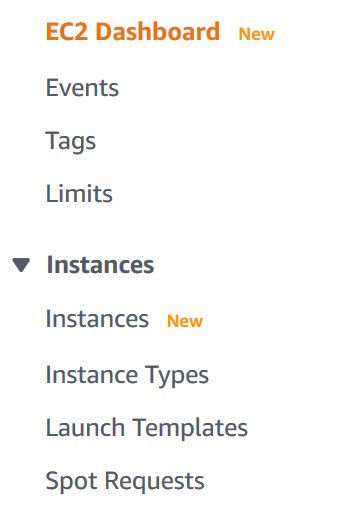 EC2 Dashboard New
Events
Tags
Limits
Instances
Instances New
Instance Types
Launch Templates
Spot Requests